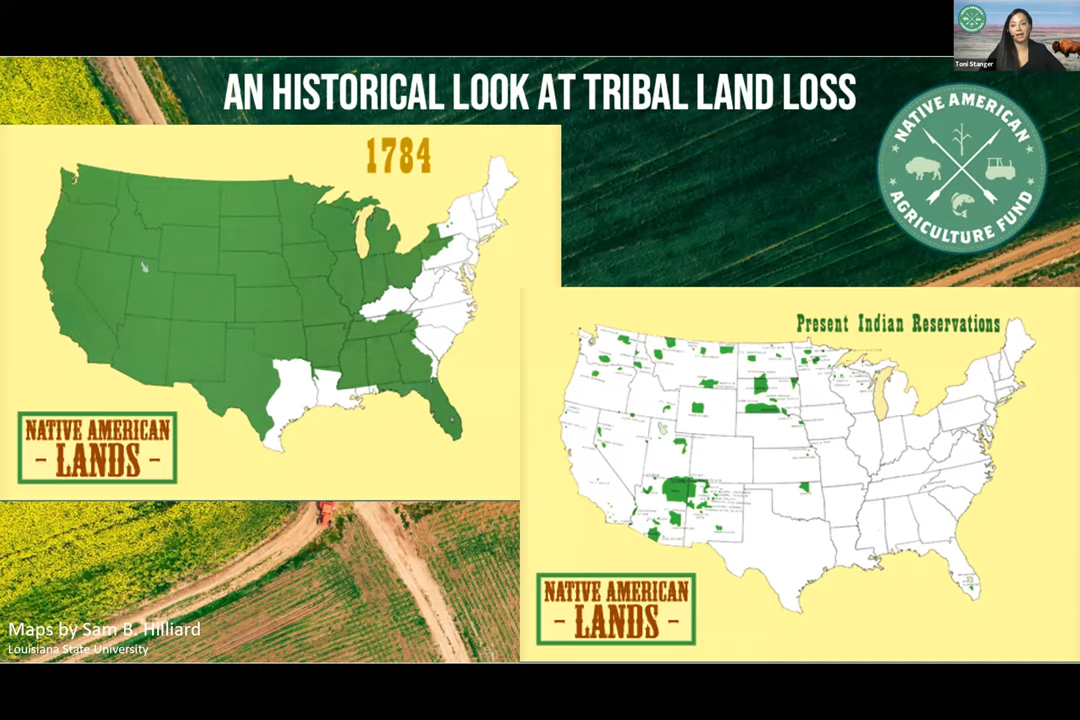 Toni Stanger
AN HISTORICAL LOOK AT TRIBAL LAND LOSS
NATIVE AMERICAN
AGRICULTURE FUND
1784
NATIVE AMERICAN
- LANDS -
Present Indian Reservations
NATIVE AMERICAN
- LANDS -
Maps by Sam B. Hilliard
Louisiana State University